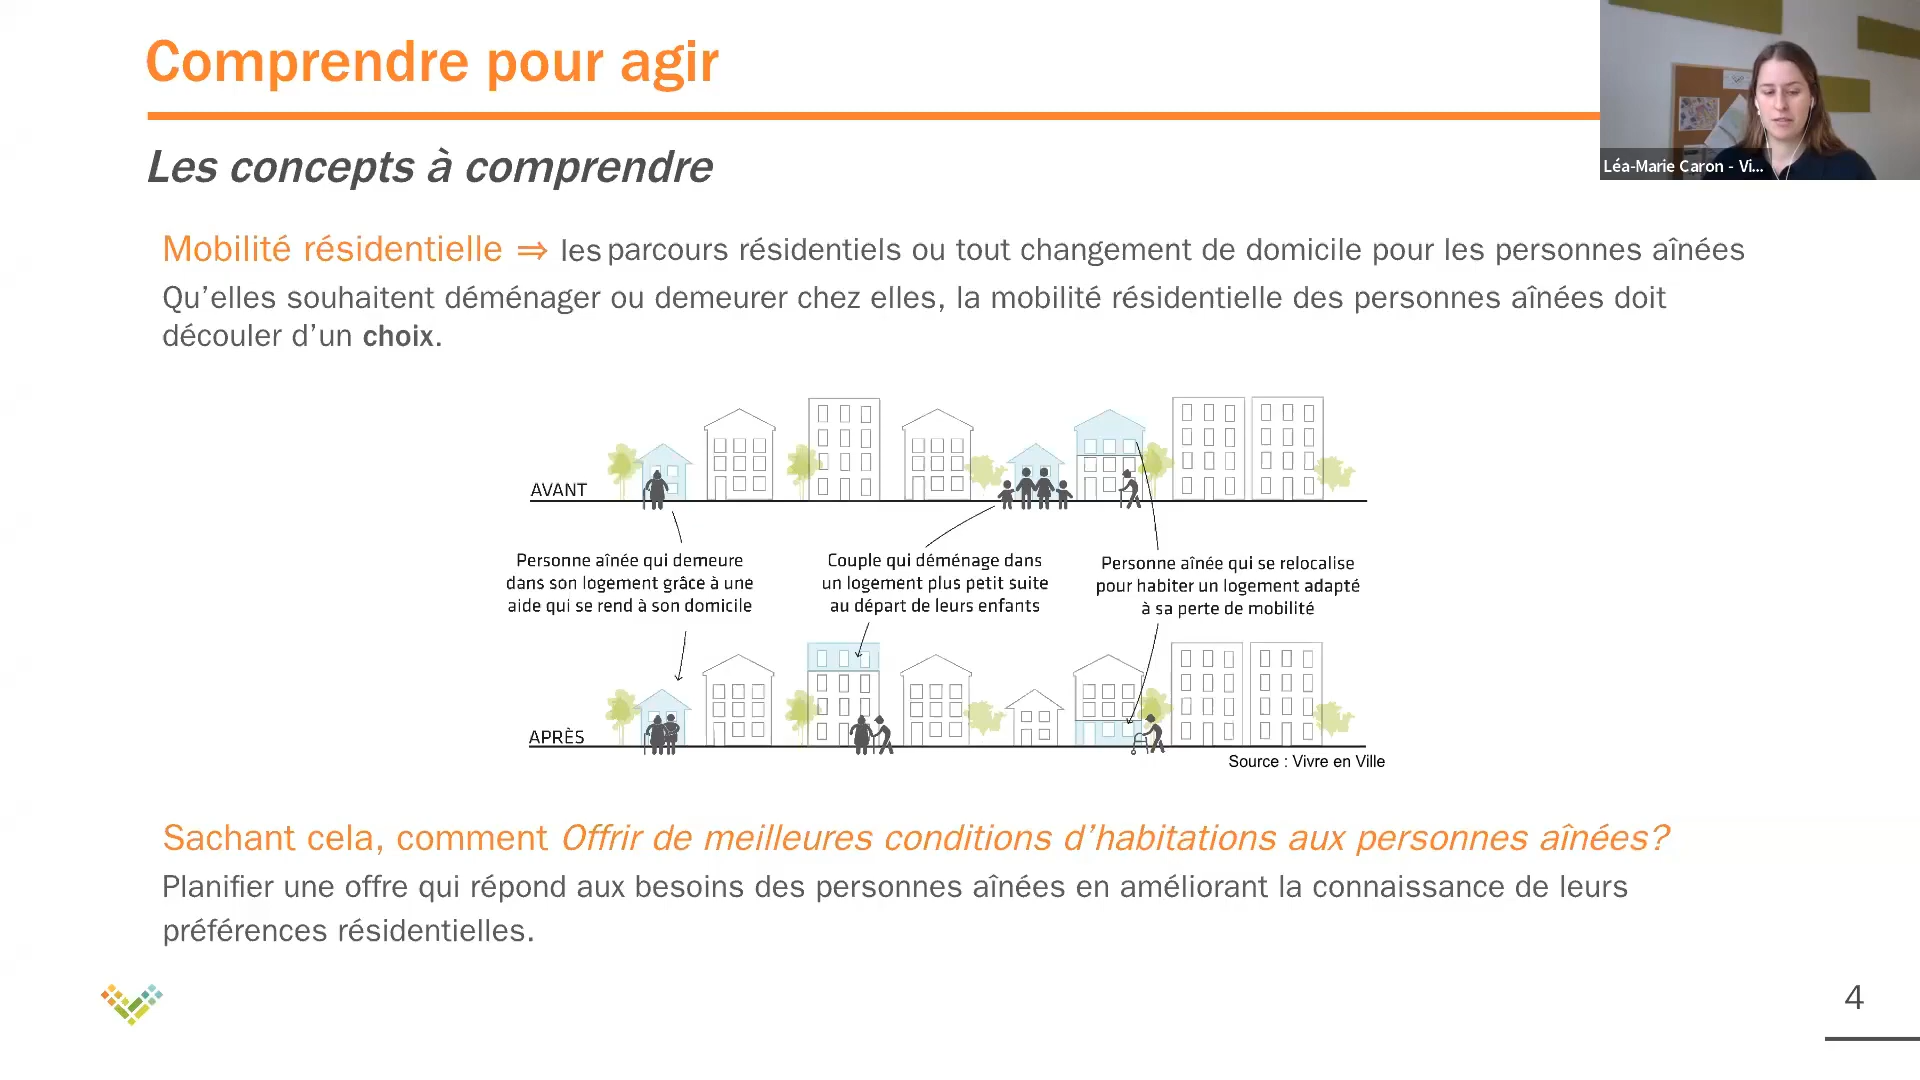 Comprendre pour agir
Léa-Marie Caron - Vi...
Les concepts à comprendre
Mobilité résidentielle ⇒ les parcours résidentiels ou tout changement de domicile pour les personnes aînées
Qu’elles souhaitent déménager ou demeurer chez elles, la mobilité résidentielle des personnes aînées doit
découler d’un choix.
AVANT
Personne aînée qui demeure
dans son logement grâce à une
aide qui se rend à son domicile
Couple qui déménage dans
un logement plus petit suite
au départ de leurs enfants
Personne aînée qui se relocalise
pour habiter un logement adapté
à sa perte de mobilité
APRÈS
Source : Vivre en Ville
Sachant cela, comment Offrir de meilleures conditions d’habitations aux personnes aînées?
Planifier une offre qui répond aux besoins des personnes aînées en améliorant la connaissance de leurs
préférences résidentielles.
4